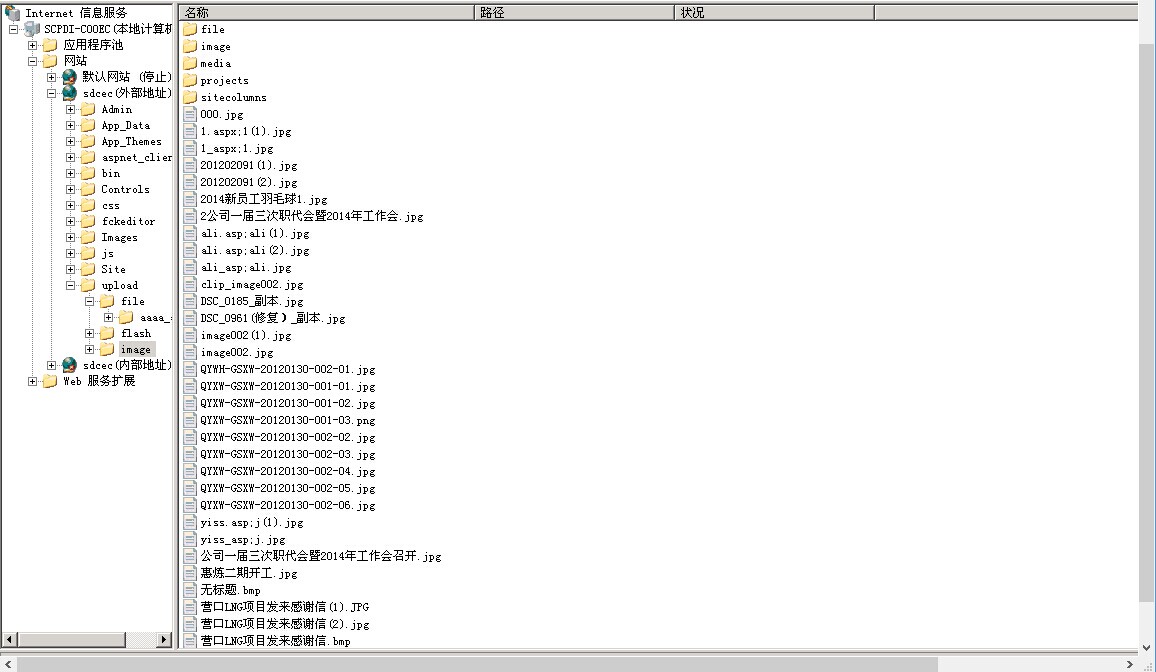 Internet 信息服务
SCPDI-COOEC(本地计算机
应用程序池
网站
默认网站 (停止)
sdcec(外部地址)
Admin
App_Data
App_Themes
aspnet_clien
bin
Controls
css
fckeditor
Images
js
Site
upload
file
aaaa_
flash
image
sdcec(内部地址)
Web 服务扩展
名称 路径 状况
file
image
media
projects
sitecolumns
000.jpg
1.aspx;1(1).jpg
1_aspx;1.jpg
201202091(1).jpg
201202091(2).jpg
2014新员工羽毛球1.jpg
2公司一届三次职代会暨2014年工作会.jpg
ali.asp;ali(1).jpg
ali.asp;ali(2).jpg
ali_asp;ali.jpg
clip_image002.jpg
DSC_0185_副本.jpg
DSC_0961(修复)_副本.jpg
image002(1).jpg
image002.jpg
QYWH-GSXW-20120130-002-01.jpg
QYXW-GSXW-20120130-001-01.jpg
QYXW-GSXW-20120130-001-02.jpg
QYXW-GSXW-20120130-001-03.png
QYXW-GSXW-20120130-002-02.jpg
QYXW-GSXW-20120130-002-03.jpg
QYXW-GSXW-20120130-002-04.jpg
QYXW-GSXW-20120130-002-05.jpg
QYXW-GSXW-20120130-002-06.jpg
yiss.asp;j(1).jpg
yiss_asp;j.jpg
公司一届三次职代会暨2014年工作会召开.jpg
惠炼二期开工.jpg
无标题.bmp
营口LNG项目发来感谢信(1).JPG
营口LNG项目发来感谢信(2).jpg
营口LNG项目发来感谢信.bmp